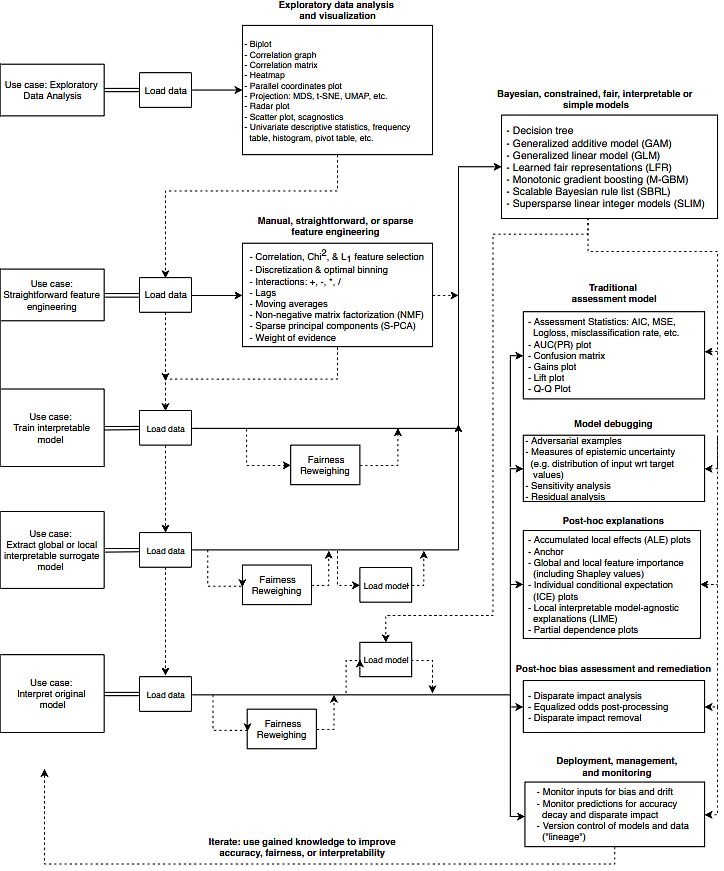 Exploratory data analysis
and visualization
- Biplot
- Correlation graph
- Correlation matrix
- Heatmap
- Parallel coordinates plot
- Projection: MDS, t-SNE, UMAP, etc.
- Radar plot
- Scatter plot, scagnostics
- Univariate descriptive statistics, frequency
table, histogram, pivot table, etc.
Use case: Exploratory
Data Analysis
Load data
Bayesian, constrained, fair, interpretable or
simple models
- Decision tree
- Generalized additive model (GAM)
- Generalized linear model (GLM)
- Learned fair representations (LFR)
- Monotonic gradient boosting (M-GBM)
- Scalable Bayesian rule list (SBRL)
- Supersparse linear integer models (SLIM)
Manual, straightforward, or sparse
feature engineering
- Correlation, Chi2, & L1 feature selection
- Discretization & optimal binning
- Interactions: +, -, *, /
- Lags
- Moving averages
- Non-negative matrix factorization (NMF)
- Sparse principal components (S-PCA)
- Weight of evidence
Use case:
Straightforward feature
engineering
Load data
Traditional
assessment model
- Assessment Statistics: AIC, MSE,
Logloss, misclassification rate, etc.
- AUC(PR) plot
- Confusion matrix
- Gains plot
- Lift plot
- Q-Q Plot
Use case:
Train interpretable
model
Load data
Fairness
Reweighing
Model debugging
- Adversarial examples
- Measures of epistemic uncertainty
(e.g. distribution of input wrt target
values)
- Sensitivity analysis
- Residual analysis
Use case:
Extract global or local
interpretable surrogate
model
Load data
Fairness
Reweighing
Load model
Post-hoc explanations
- Accumulated local effects (ALE) plots
- Anchor
- Global and local feature importance
(including Shapley values)
- Individual conditional expectation
(ICE) plots
- Local interpretable model-agnostic
explanations (LIME)
- Partial dependence plots
Use case:
Interpret original
model
Load data
Load model
Fairness
Reweighing
Post-hoc bias assessment and remediation
- Disparate impact analysis
- Equalized odds post-processing
- Disparate impact removal
Deployment, management,
and monitoring
- Monitor inputs for bias and drift
- Monitor predictions for accuracy
decay and disparate impact
- Version control of models and data
("lineage")
Iterate: use gained knowledge to improve
accuracy, fairness, or interpretability